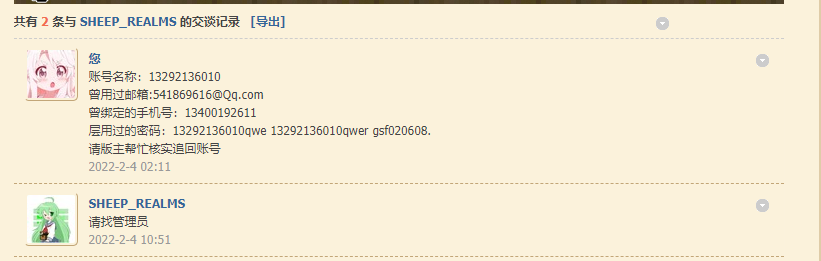 共有 2 条与 SHEEP_REALMS 的交谈记录 [导出]
您
账号名称：13292136010
曾用过邮箱:541869616@Qq.com
曾绑定的手机号：13400192611
层用过的密码：13292136010qwe 13292136010qwer gsf020608.
请版主帮忙核实追回账号
2022-2-4 02:11
SHEEP_REALMS
请找管理员
2022-2-4 10:51